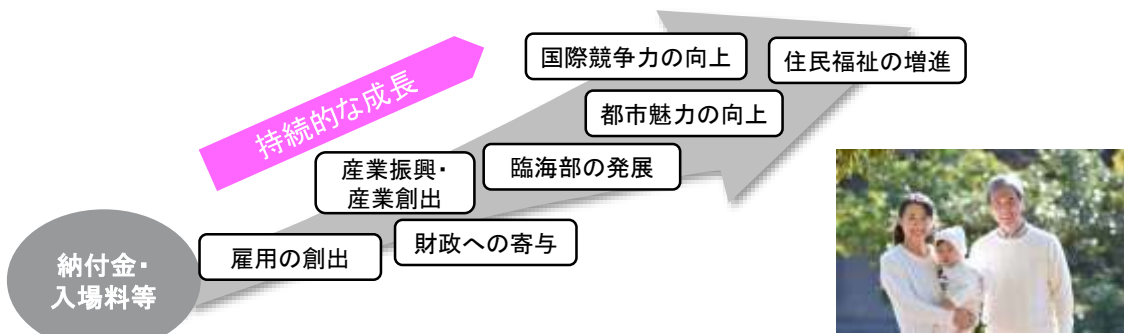 国際競争力の向上
住民福祉の増進
持続的な成長
都市魅力の向上
産業振興・
産業創出
臨海部の発展
雇用の創出
財政への寄与
納付金・
入場料等